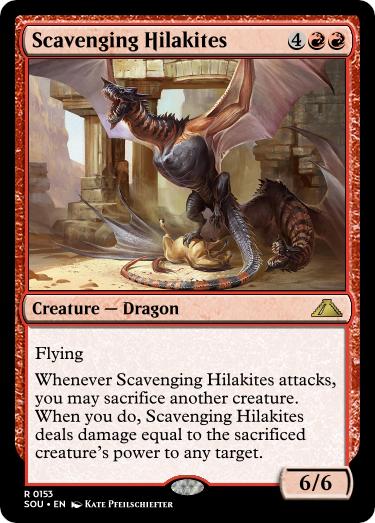 Scavenging Hilakites 4
Creature — Dragon
Flying
Whenever Scavenging Hilakites attacks,
you may sacrifice another creature.
When you do, Scavenging Hilakites
deals damage equal to the sacrificed
creature's power to any target.
6/6
R 0153
SOU • EN Kate Pfeilschiefter